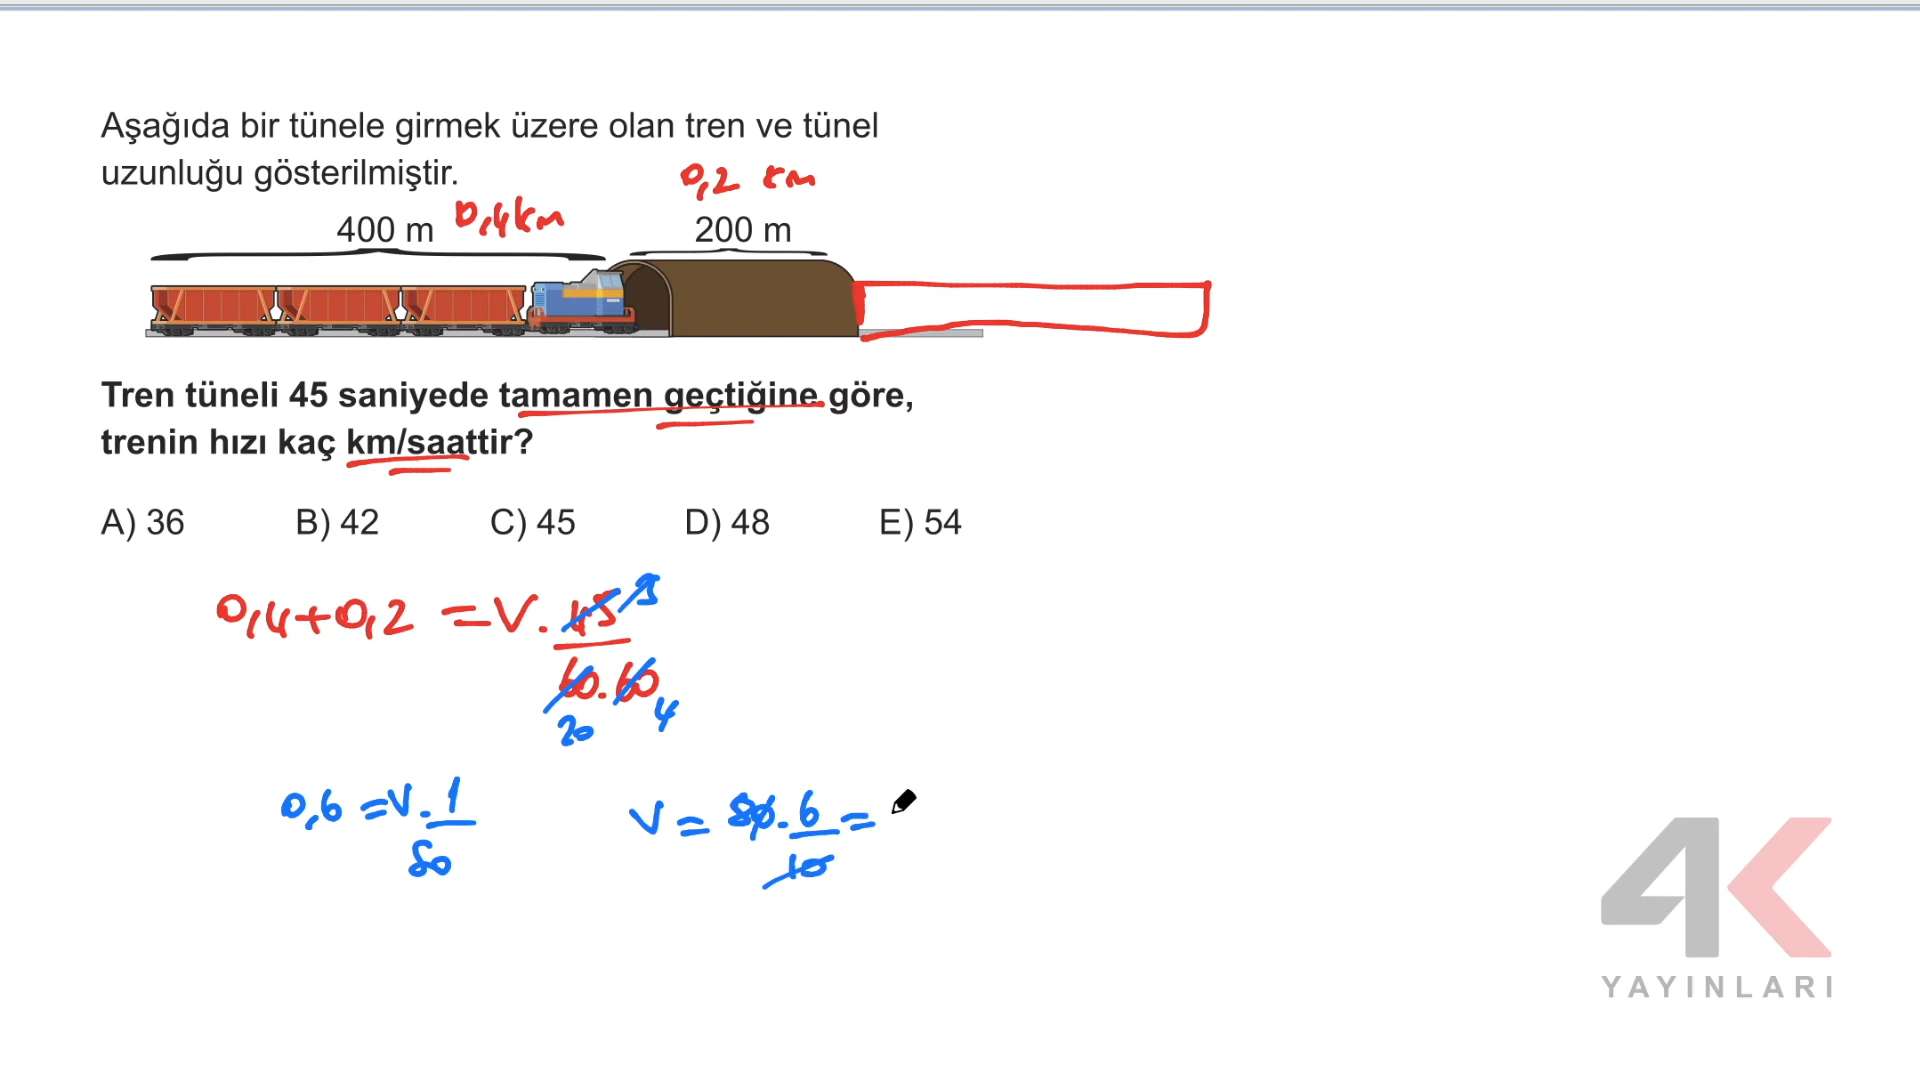 Aşağıda bir tünele girmek üzere olan tren ve tünel
uzunluğu gösterilmiştir.
0,2 km
400 m 0,4km 200 m
Tren tüneli 45 saniyede tamamen geçtiğine göre,
trenin hızı kaç km/saattir?
A) 36 B) 42 C) 45 D) 48 E) 54
0,4+0,2 = V. 45
60.60
20 4
0,6 = V. 1
80
V = 80. 6 =
10
4K
YAYINLARI